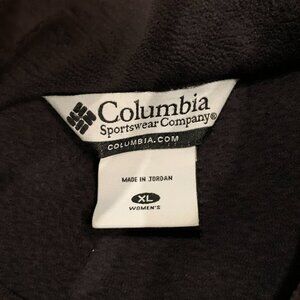 Columbia
Sportswear Company®
COLUMBIA.COM
MADE IN JORDAN
XL
WOMEN'S